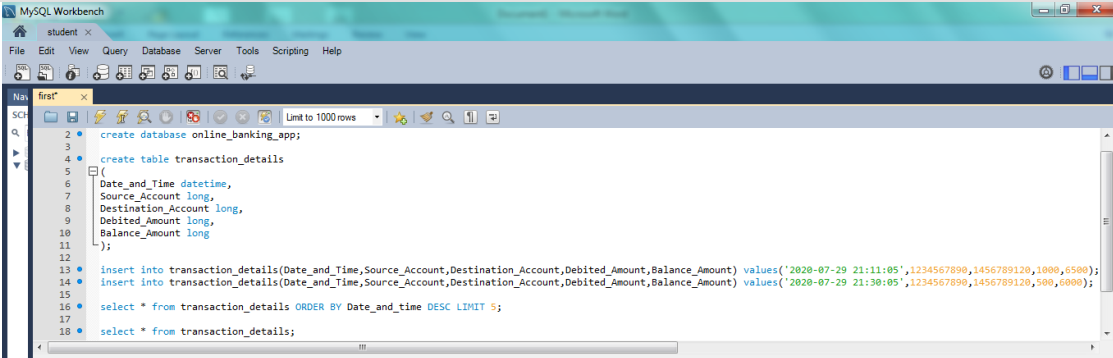 MySQL Workbench
student ×
File Edit View Query Database Server Tools Scripting Help
Nav first* ×
SCH Limit to 1000 rows
2 create database online_banking_app;
3
4 create table transaction_details
5 (
6 Date_and_Time datetime,
7 Source_Account long,
8 Destination_Account long,
9 Debited_Amount long,
10 Balance_Amount long
11 );
12
13 insert into transaction_details(Date_and_Time,Source_Account,Destination_Account,Debited_Amount,Balance_Amount) values('2020-07-29 21:11:05',1234567890,1456789120,1000,6500);
14 insert into transaction_details(Date_and_Time,Source_Account,Destination_Account,Debited_Amount,Balance_Amount) values('2020-07-29 21:30:05',1234567890,1456789120,500,6000);
15
16 select * from transaction_details ORDER BY Date_and_time DESC LIMIT 5;
17
18 select * from transaction_details;